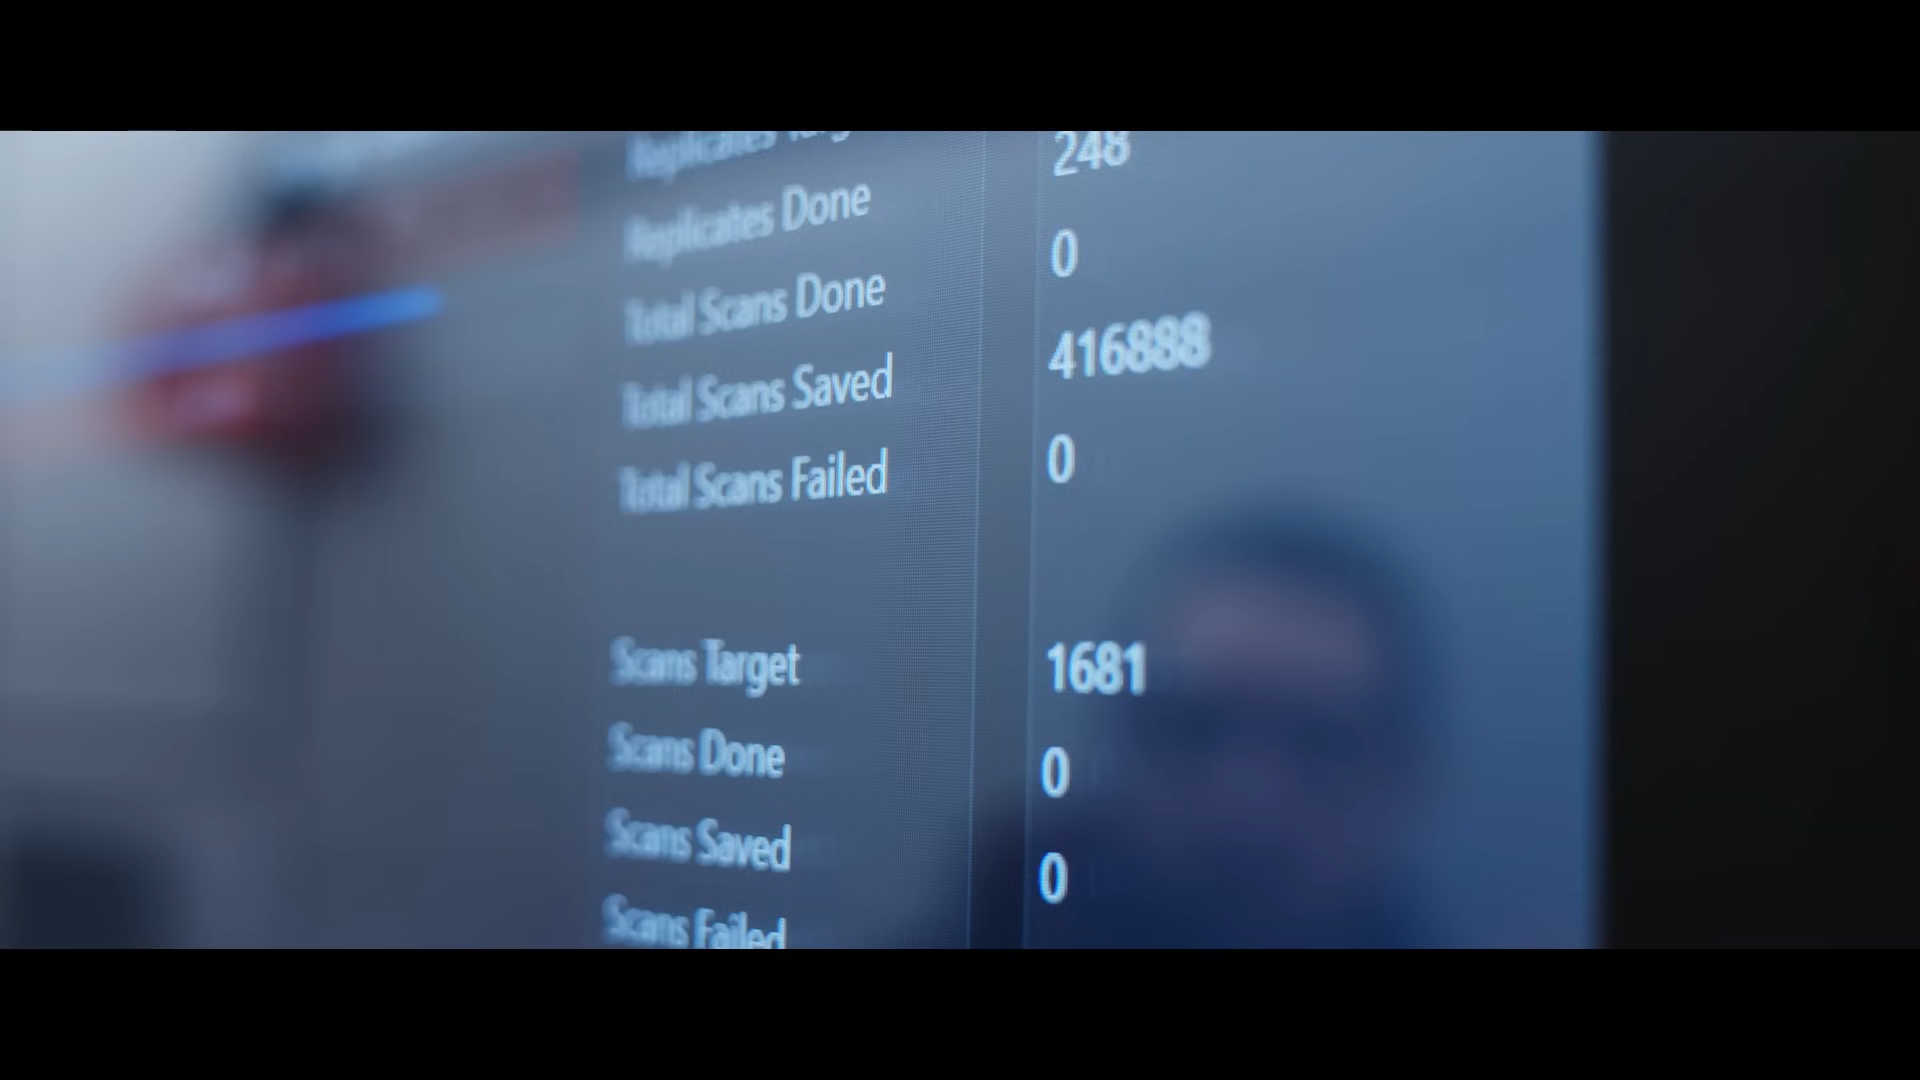 Replicates
Replicates Done 248
Total Scans Done 0
Total Scans Saved 416888
Total Scans Failed 0
Scans Target 1681
Scans Done 0
Scans Saved 0
Scans Failed